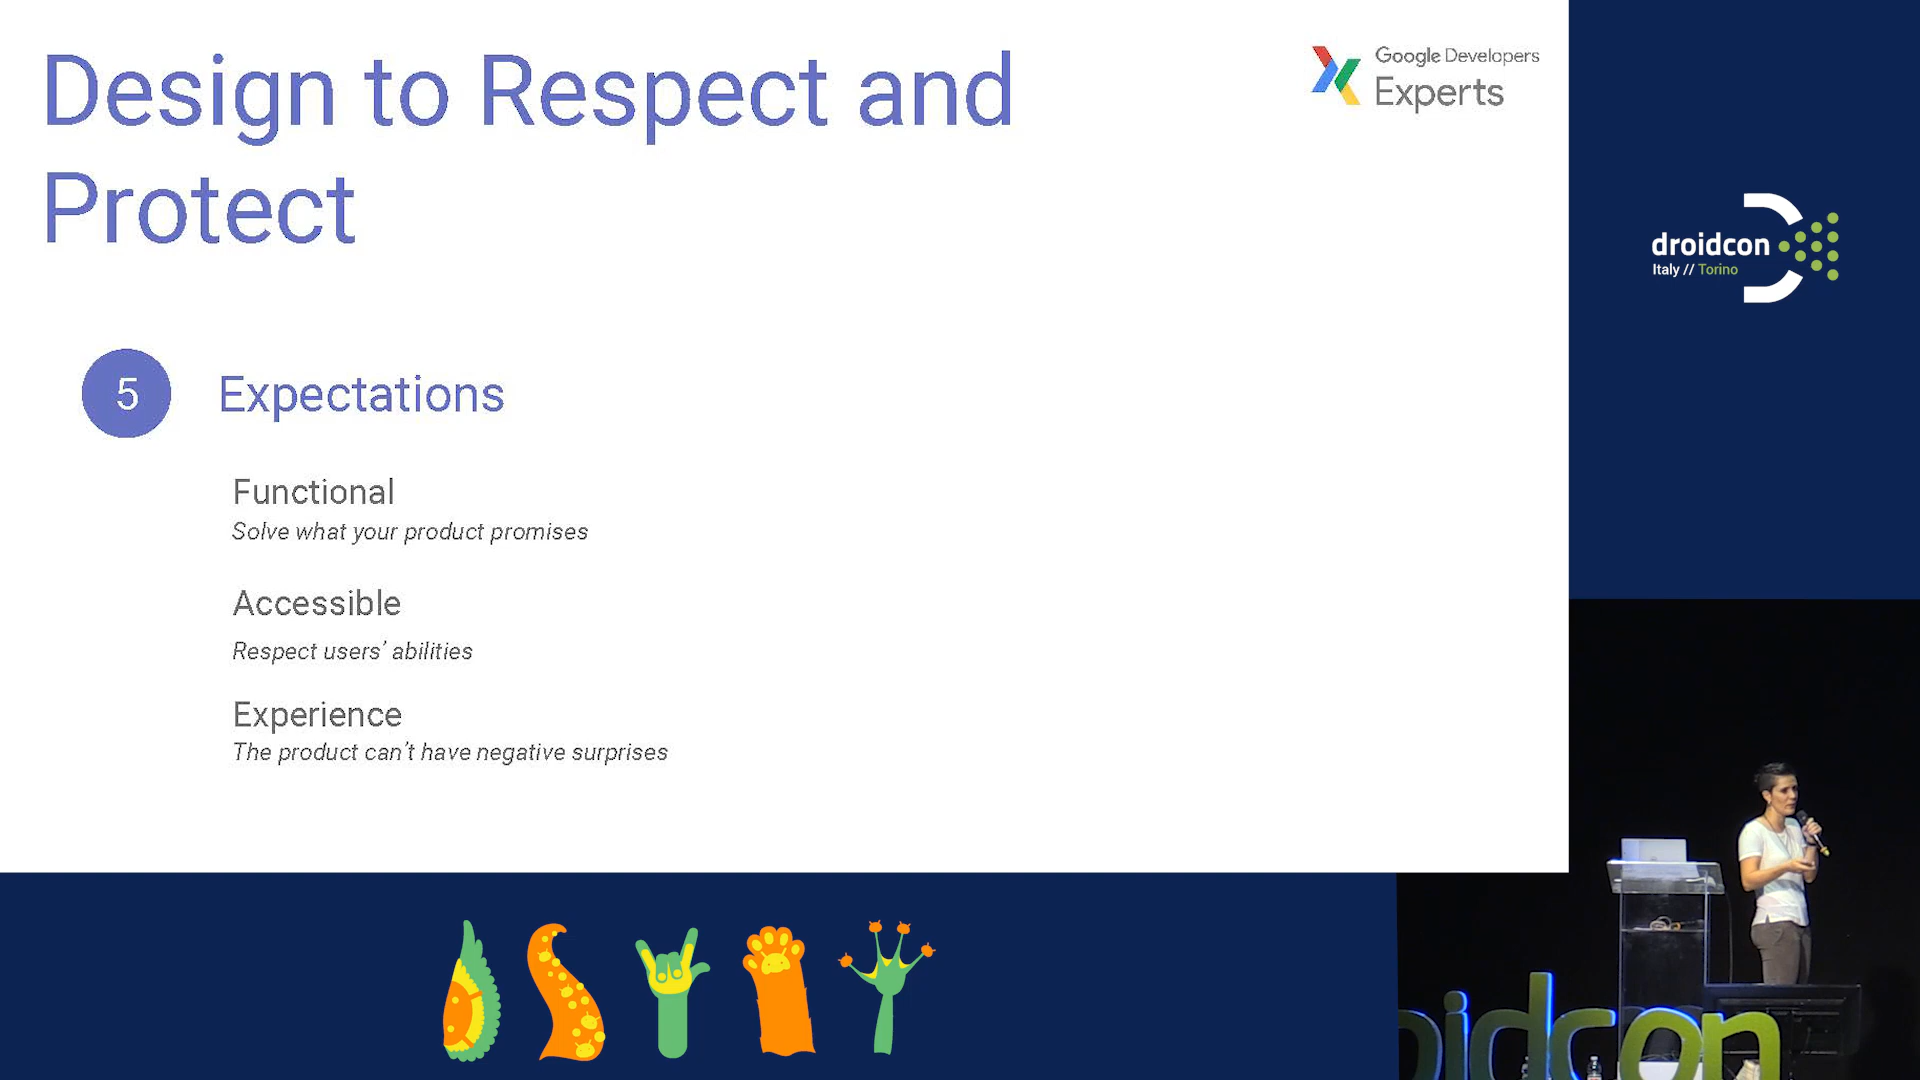 Design to Respect and
Protect
Google Developers
Experts
droidcon
Italy // Torino
5
Expectations
Functional
Solve what your product promises
Accessible
Respect users’ abilities
Experience
The product can’t have negative surprises
oidcon